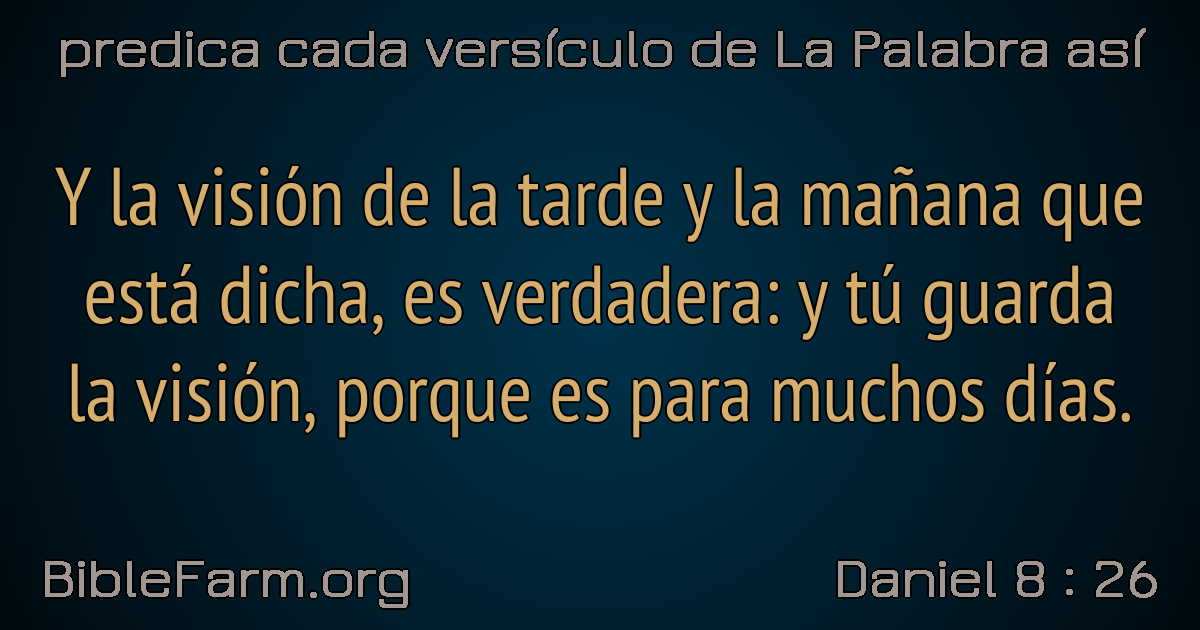 predica cada versículo de La Palabra así
Y la visión de la tarde y la mañana que
está dicha, es verdadera: y tú guarda
la visión, porque es para muchos días.
BibleFarm.org
Daniel 8 : 26